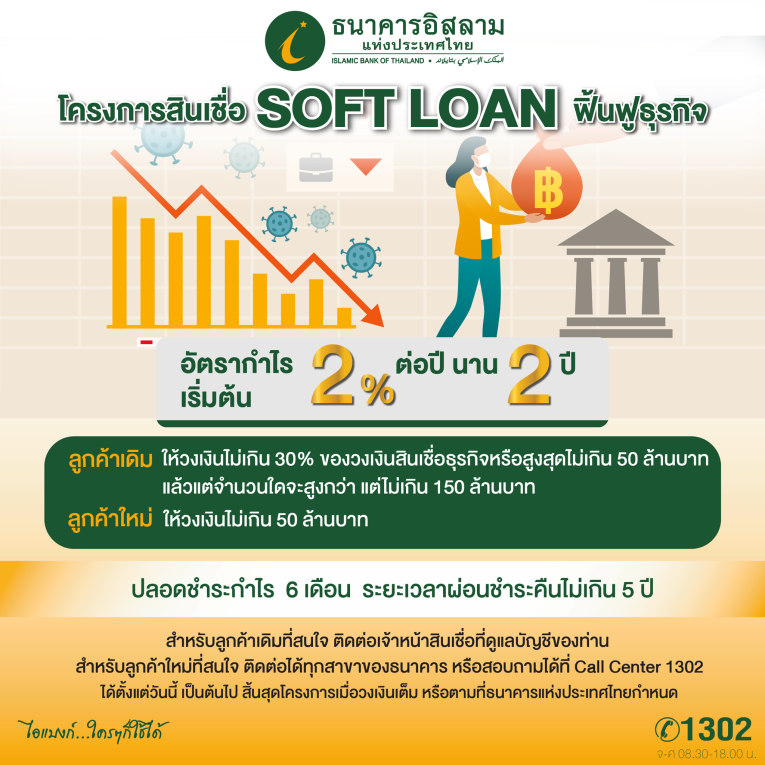 ธนาคารอิสลาม
แห่งประเทศไทย
ISLAMIC BANK OF THAILAND •
โครงการสินเชื่อ SOFT LOAN ฟื้นฟูธุรกิจ
฿
อัตรากำไร เริ่มต้น 2% ต่อปี นาน 2 ปี
ลูกค้าเดิม ให้วงเงินไม่เกิน 30% ของวงเงินสินเชื่อธุรกิจหรือสูงสุดไม่เกิน 50 ล้านบาท
แล้วแต่จำนวนใดจะสูงกว่า แต่ไม่เกิน 150 ล้านบาท
ลูกค้าใหม่ ให้วงเงินไม่เกิน 50 ล้านบาท
ปลอดชำระกำไร 6 เดือน ระยะเวลาผ่อนชำระคืนไม่เกิน 5 ปี
สำหรับลูกค้าเดิมที่สนใจ ติดต่อเจ้าหน้าสินเชื่อที่ดูแลบัญชีของท่าน
สำหรับลูกค้าใหม่ที่สนใจ ติดต่อได้ทุกสาขาของธนาคาร หรือสอบถามได้ที่ Call Center 1302
ได้ตั้งแต่วันนี้ เป็นต้นไป สิ้นสุดโครงการเมื่อวงเงินเต็ม หรือตามที่ธนาคารแห่งประเทศไทยกำหนด
ไอแบงก์...ใครๆก็ใช้ได้
✆1302
จ-ศ 08.30-18.00 น.